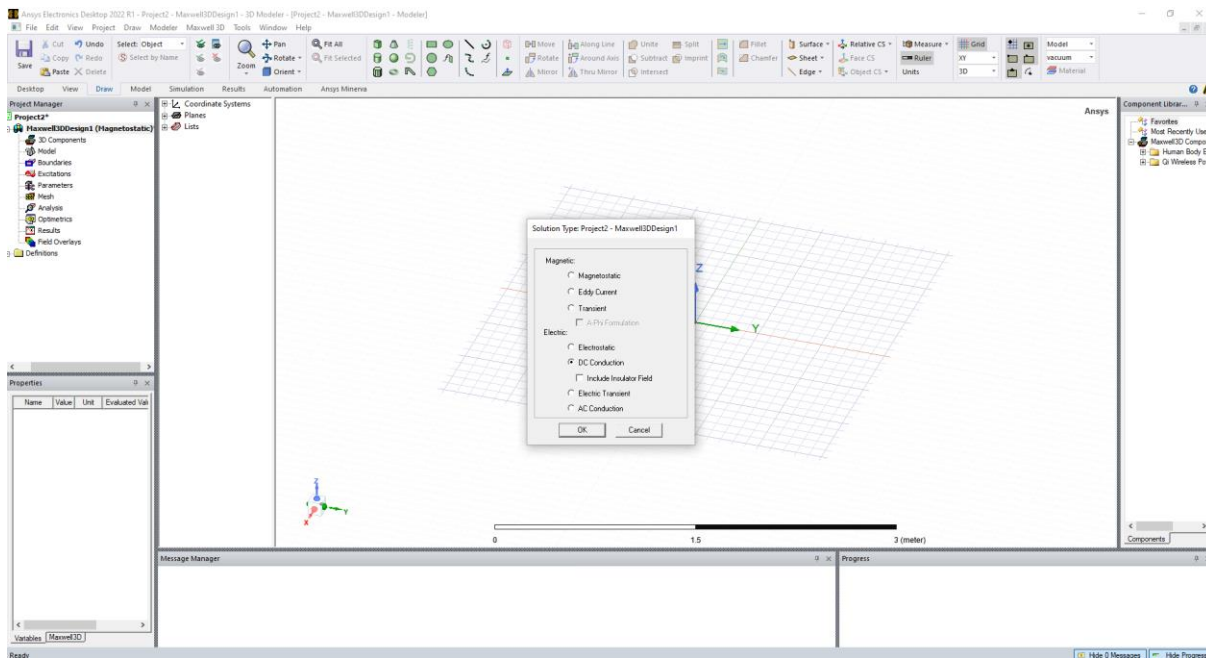 Ansys Electronics Desktop 2022 R1 - Project2 - Maxwell3DDesign1 - 3D Modeler - [Project2 - Maxwell3DDesign1 - Modeler]
File Edit View Project Draw Modeler Maxwell 3D Tools Window Help
Save
Cut Undo Select: Object
Copy Redo Select by Name
Paste Delete
Zoom
Pan
Rotate
Orient
Fit All
Fit Selected
Move Along Line Unite Split Fillet
Rotate Around Axis Subtract Imprint Chamfer
Mirror Thru Mirror Intersect
Surface Relative CS Measure Grid Model
Sheet Face CS Ruler XY vacuum
Edge Object CS Units 3D Material
Desktop View Draw Model Simulation Results Automation Ansys Minerva
Project Manager
Project2*
Maxwell3DDesign1 (Magnetostatic)*
3D Components
Model
Boundaries
Excitations
Parameters
Mesh
Analysis
Optimetrics
Results
Field Overlays
Definitions
Coordinate Systems
Planes
Lists
Ansys
Component Librar...
Favorites
Most Recently Use
Maxwell3D Compo
Human Body E
Qi Wireless Po
Components
Solution Type: Project2 - Maxwell3DDesign1
Magnetic:
Magnetostatic
Eddy Current
Transient
A-Phi Formulation
Electric:
Electrostatic
DC Conduction
Include Insulator Field
Electric Transient
AC Conduction
OK Cancel
Z
Y
Z
Y
X
0 1.5 3 (meter)
Properties
Name Value Unit Evaluated Val
Variables Maxwell3D
Message Manager
Progress
Ready
Hide 0 Messages Hide Progress